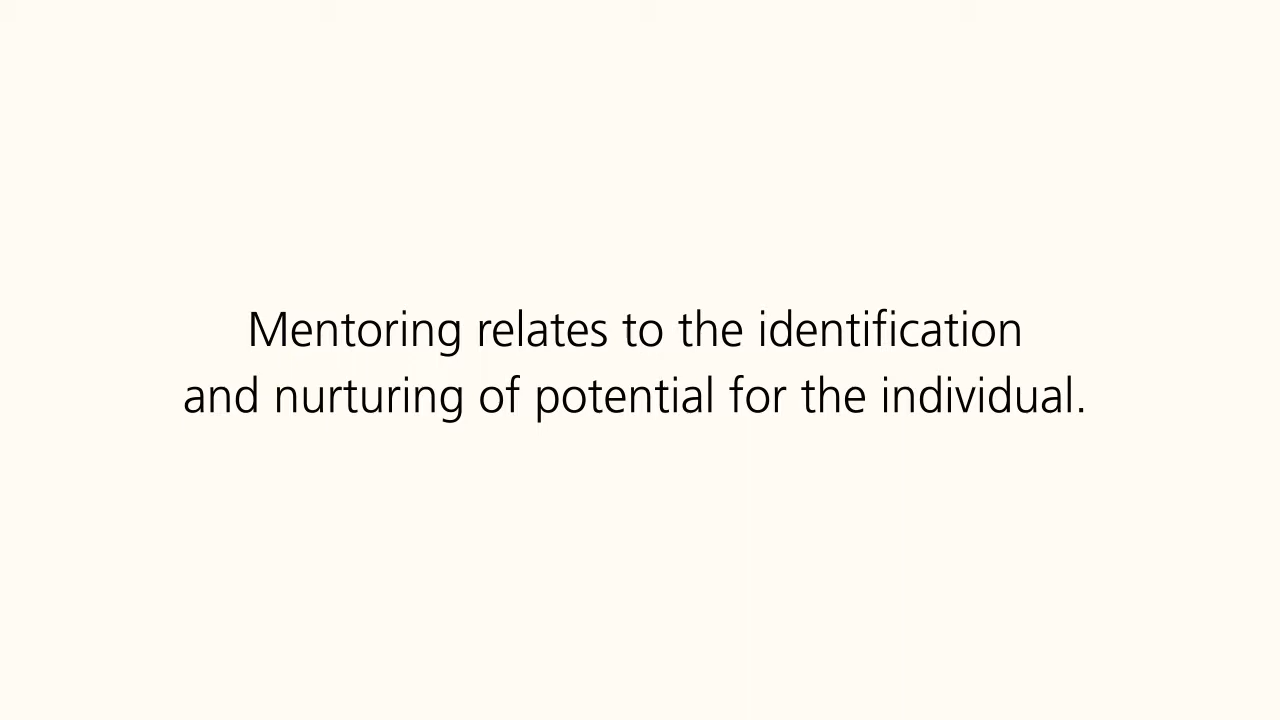 Mentoring relates to the identification
and nurturing of potential for the individual.